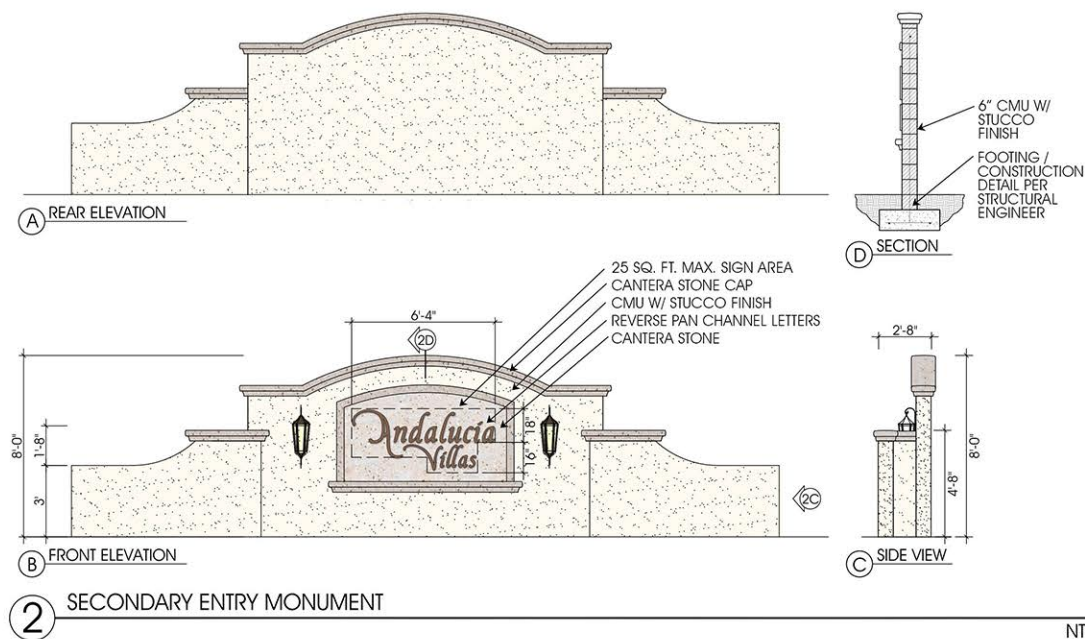 A REAR ELEVATION
6" CMU W/
STUCCO
FINISH
FOOTING /
CONSTRUCTION
DETAIL PER
STRUCTURAL
ENGINEER
D SECTION
25 SQ. FT. MAX. SIGN AREA
CANTERA STONE CAP
CMU W/ STUCCO FINISH
REVERSE PAN CHANNEL LETTERS
CANTERA STONE
6'-4"
2D
8'-0"
1'-8"
3'
Andalucía
Villas
18"
16"
2C
B FRONT ELEVATION
2'-8"
8'-0"
4'-8"
C SIDE VIEW
2 SECONDARY ENTRY MONUMENT
NT